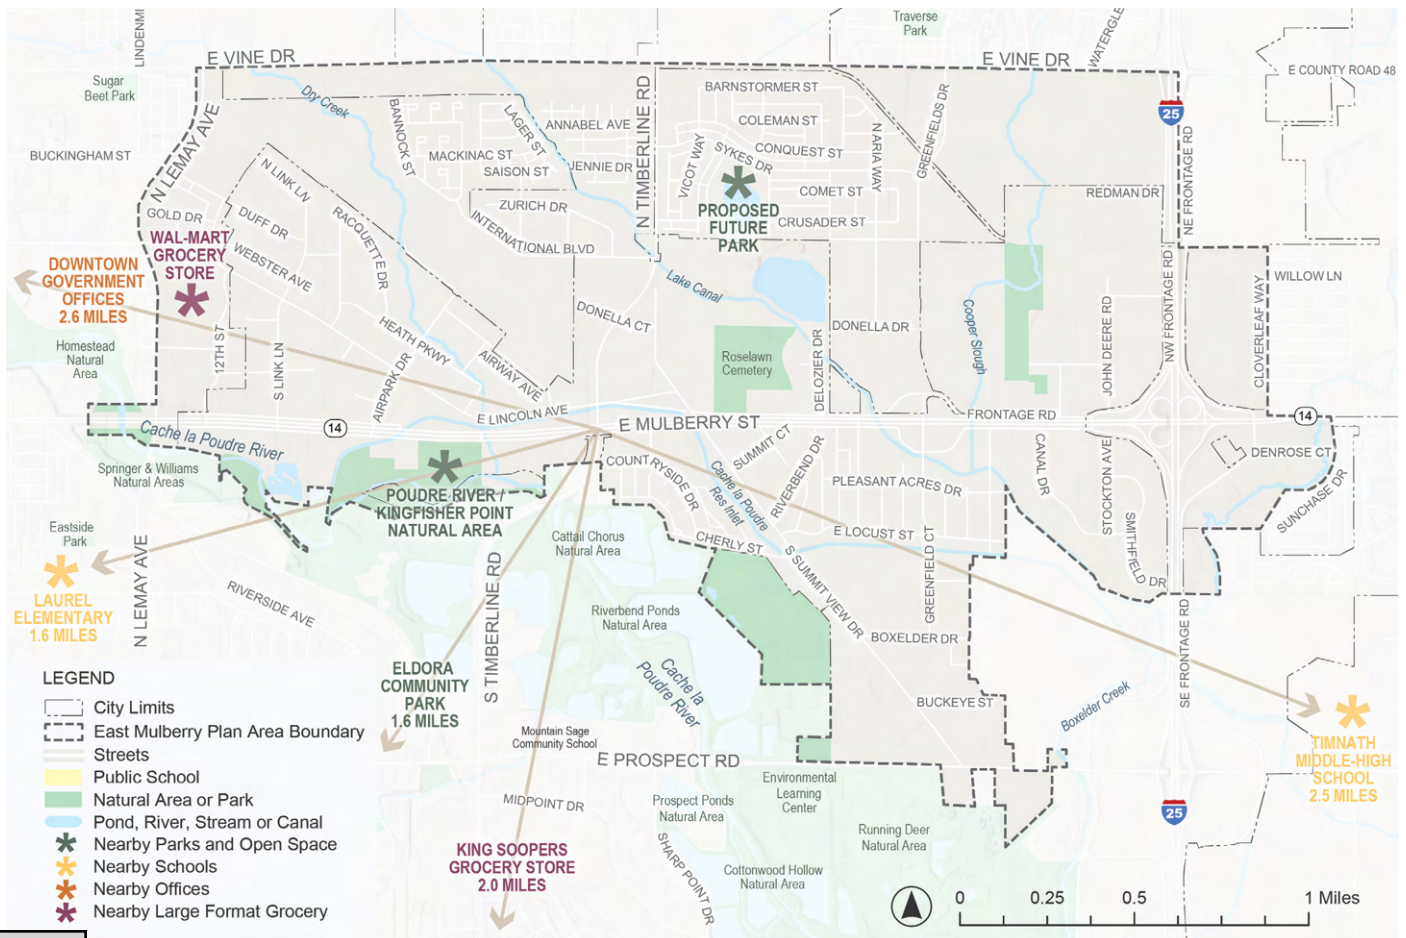 Traverse
Park
LINDENM
E VINE DR
E VINE DR
WATERGLE
E COUNTY ROAD 48
Sugar
Beet Park
Dry Creek
BANNOCK ST
LAGER ST
N TIMBERLINE RD
BARNSTORMER ST
GREENFIELDS DR
25
N LEMAY AVE
ANNABEL AVE
COLEMAN ST
N ARIA WAY
NE FRONTAGE RD
BUCKINGHAM ST
MACKINAC ST
SAISON ST
JENNIE DR
VICOT WAY
SYKES DR
CONQUEST ST
N LINK LN
COMET ST
REDMAN DR
GOLD DR
DUFF DR
RACQUETTE DR
ZURICH DR
INTERNATIONAL BLVD
PROPOSED
FUTURE
PARK
CRUSADER ST
WAL-MART
GROCERY
STORE
WEBSTER AVE
DOWNTOWN
GOVERNMENT
OFFICES
2.6 MILES
Lake Canal
Cooper Slough
NW FRONTAGE RD
CLOVERLEAF WAY
WILLOW LN
JOHN DEERE RD
DONELLA CT
DONELLA DR
DELOZIER DR
Homestead
Natural
Area
12TH ST
S LINK LN
HEATH PKWY
AIRPARK DR
AIRWAY AVE
Roselawn
Cemetery
E LINCOLN AVE
E MULBERRY ST
FRONTAGE RD
14
14
Cache la Poudre River
Springer & Williams
Natural Areas
COUNTRYSIDE DR
SUMMIT CT
RIVERBEND DR
Cache la Poudre
Res Inlet
PLEASANT ACRES DR
CANAL DR
STOCKTON AVE
DENROSE CT
SUNCHASE DR
POUDRE RIVER /
KINGFISHER POINT
NATURAL AREA
Eastside
Park
Cattail Chorus
Natural Area
CHERLY ST
E LOCUST ST
SMITHFIELD DR
S SUMMIT VIEW DR
GREENFIELD CT
N LEMAY AVE
LAUREL
ELEMENTARY
1.6 MILES
RIVERSIDE AVE
S TIMBERLINE RD
Riverbend Ponds
Natural Area
BOXELDER DR
SE FRONTAGE RD
ELDORA
COMMUNITY
PARK
1.6 MILES
Cache la
Poudre River
BUCKEYE ST
Boxelder Creek
Mountain Sage
Community School
E PROSPECT RD
TIMNATH
MIDDLE-HIGH
SCHOOL
2.5 MILES
Environmental
Learning
Center
MIDPOINT DR
Prospect Ponds
Natural Area
25
Running Deer
Natural Area
SHARP POINT DR
KING SOOPERS
GROCERY STORE
2.0 MILES
Cottonwood Hollow
Natural Area
LEGEND
City Limits
East Mulberry Plan Area Boundary
Streets
Public School
Natural Area or Park
Pond, River, Stream or Canal
Nearby Parks and Open Space
Nearby Schools
Nearby Offices
Nearby Large Format Grocery
0 0.25 0.5 1 Miles